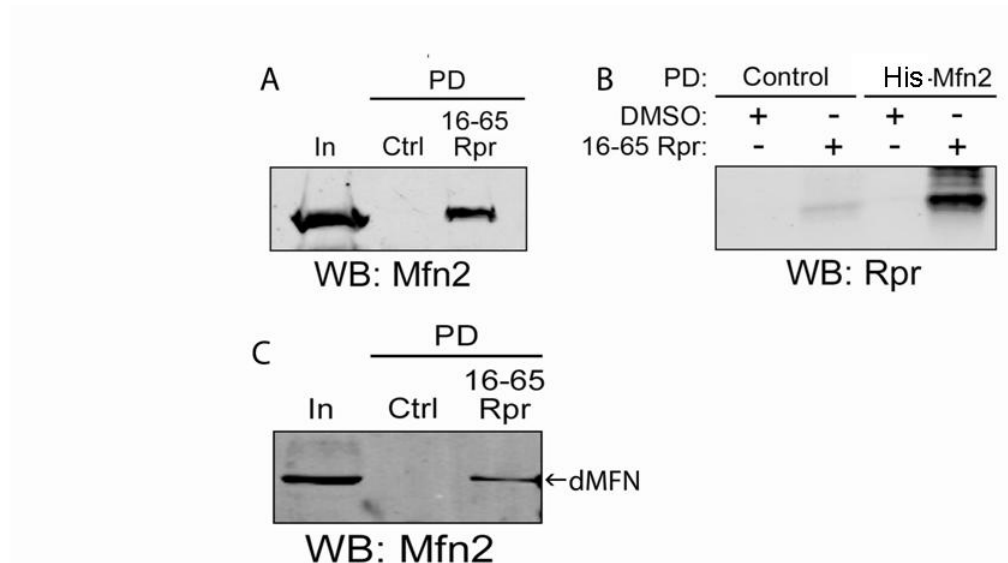 A
PD
16-65
In Ctrl Rpr
WB: Mfn2
B PD: Control His·Mfn2
DMSO: + - + -
16-65 Rpr: - + - +
WB: Rpr
C
PD
16-65
In Ctrl Rpr
←dMFN
WB: Mfn2